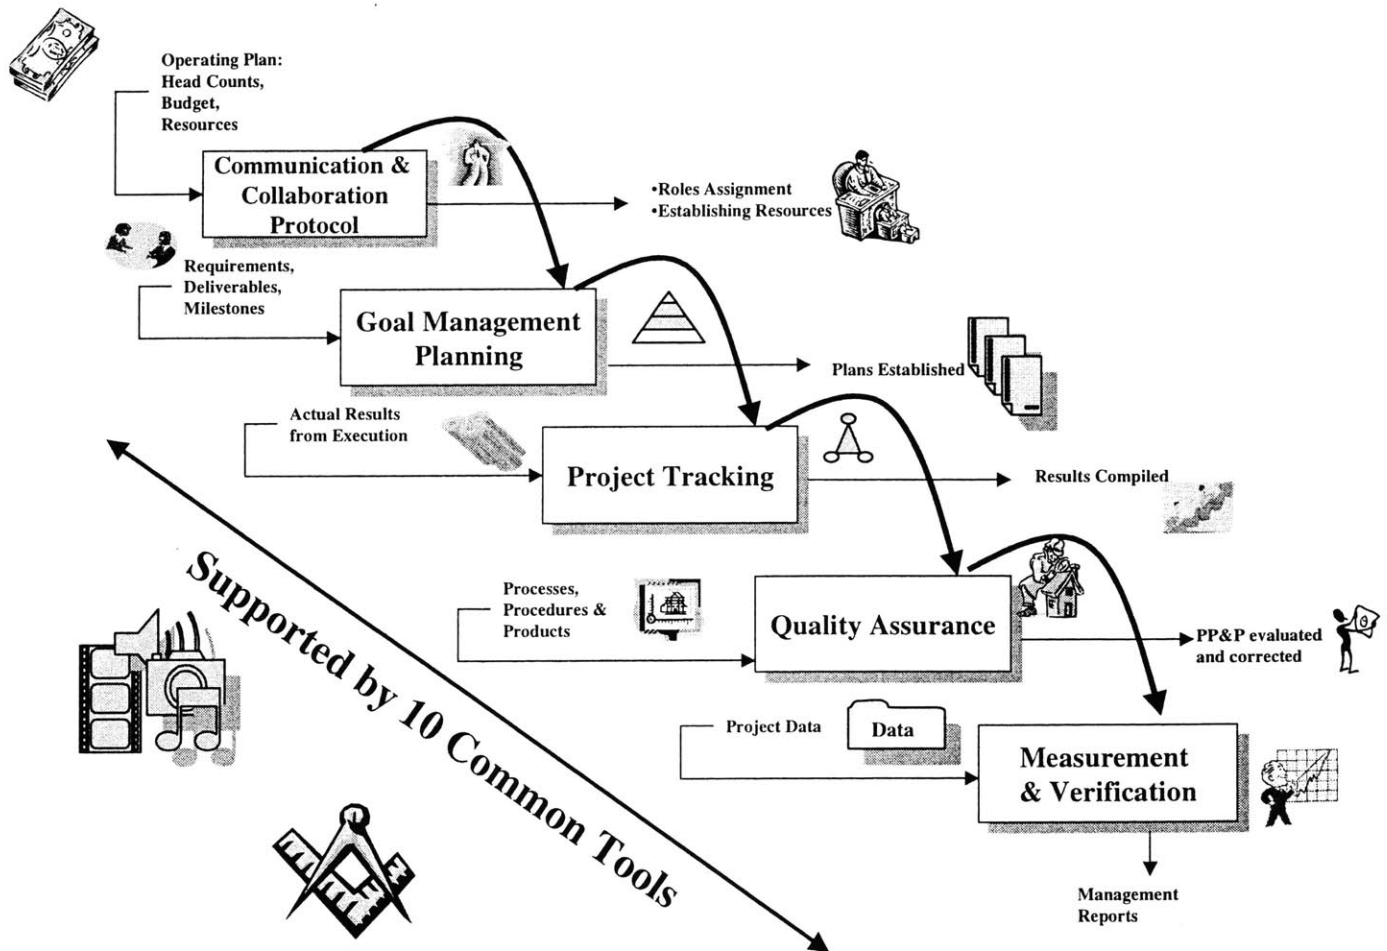 Operating Plan:
Head Counts,
Budget,
Resources
Communication &
Collaboration
Protocol
•Roles Assignment
•Establishing Resources
Requirements,
Deliverables,
Milestones
Goal Management
Planning
Plans Established
Actual Results
from Execution
Project Tracking
Results Compiled
Processes,
Procedures &
Products
Quality Assurance
PP&P evaluated
and corrected
Project Data
Data
Measurement
& Verification
Management
Reports
Supported by 10 Common Tools